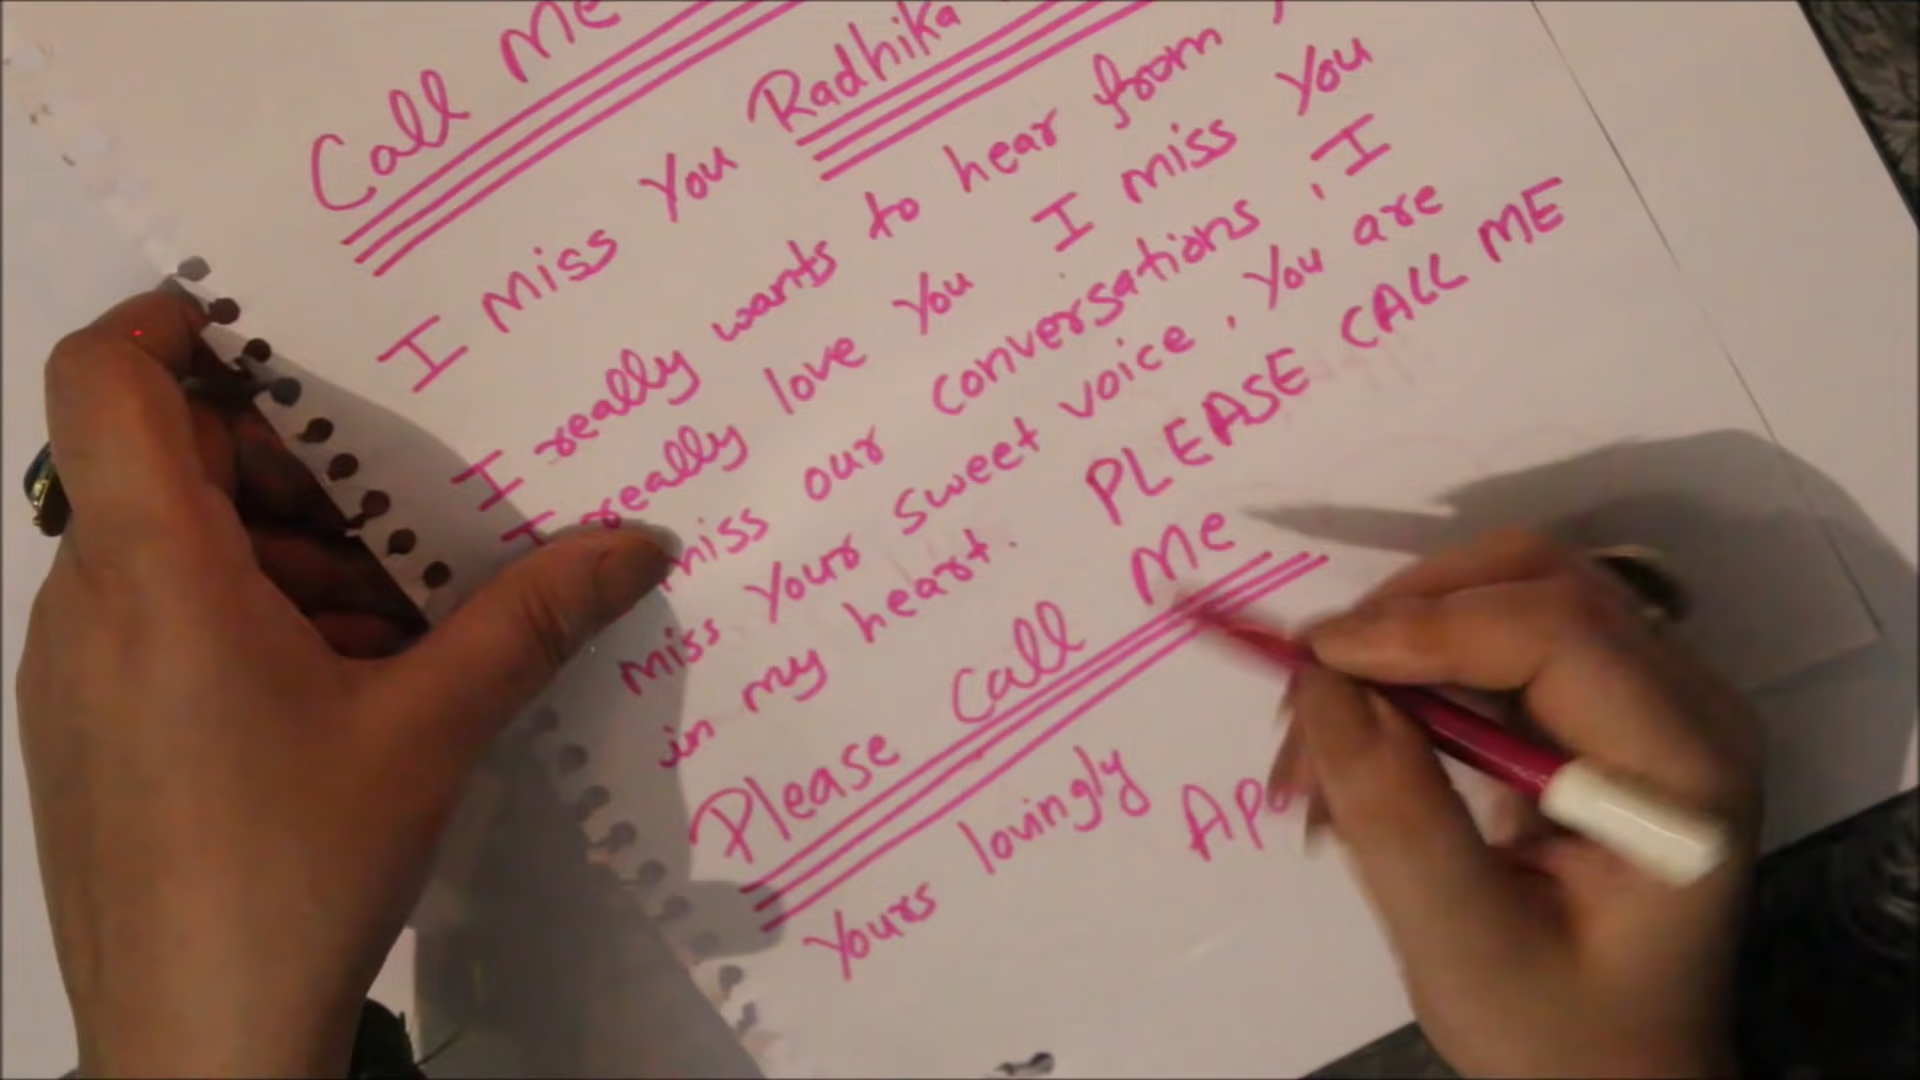 Call Me
I miss You Radhika
I really wants to hear from
I really love You I miss You
miss our conversations, I
miss Your sweet voice, You are
in my heart. PLEASE CALL ME
Please Call Me
Yours lovingly